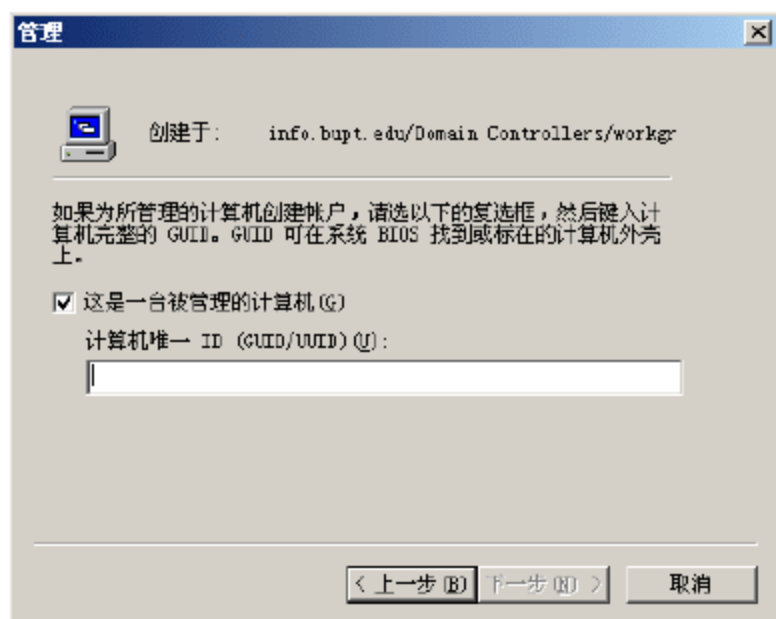 管理
创建于: info.bupt.edu/Domain Controllers/workgr
如果为所管理的计算机创建帐户，请选以下的复选框，然后键入计
算机完整的 GUID。GUID 可在系统 BIOS 找到或标在的计算机外壳
上。
这是一台被管理的计算机(G)
计算机唯一 ID (GUID/UUID)(U):
< 上一步(B) 下一步(N) > 取消